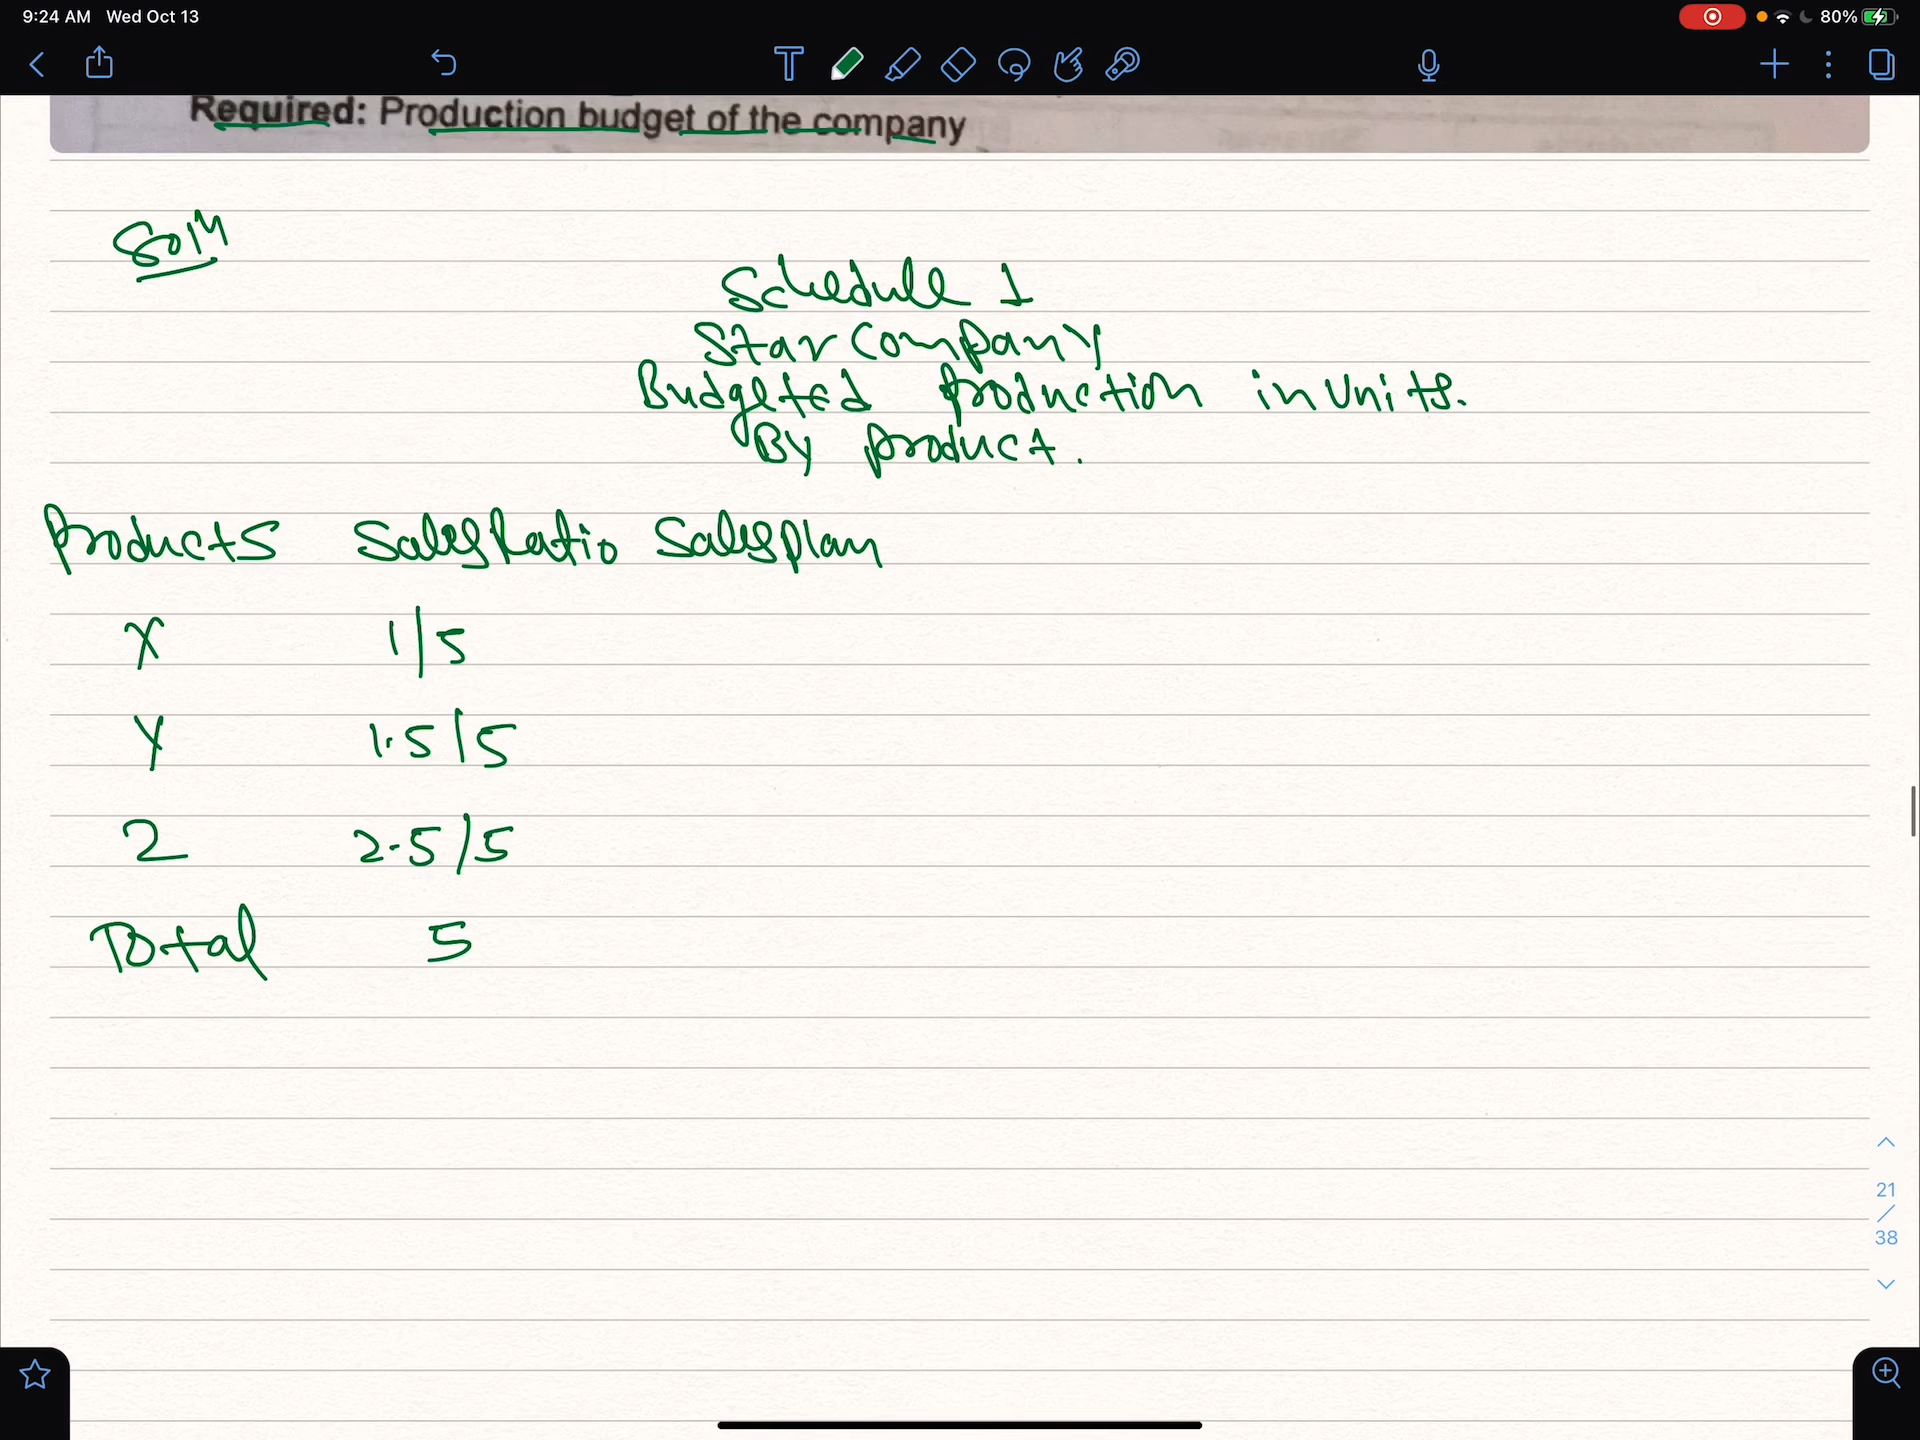 9:24 AM Wed Oct 13
80%
Required: Production budget of the company
Soln
Schedule 1
Star Company
Budgeted Production in Units.
By Product.
Products Sales Ratio Sales Plan
X 1/5
Y 1.5/5
Z 2.5/5
Total 5
21
/
38